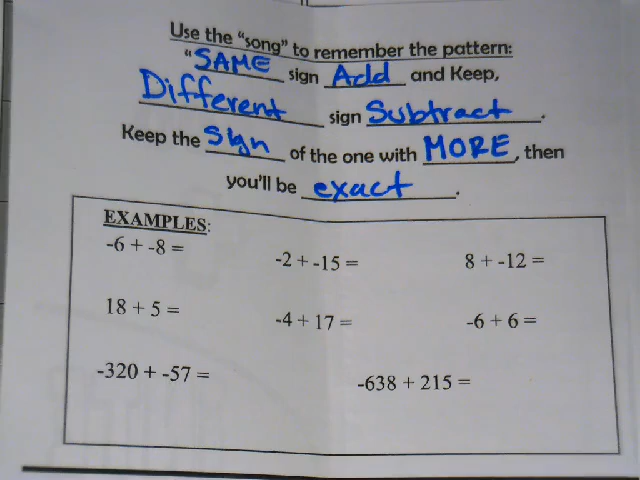 Use the "song" to remember the pattern:
"SAME sign Add and Keep,
Different sign Subtract.
Keep the Sign of the one with MORE, then
you'll be exact.
EXAMPLES:
-6 + -8 =
-2 + -15 =
8 + -12 =
18 + 5 =
-4 + 17 =
-6 + 6 =
-320 + -57 =
-638 + 215 =